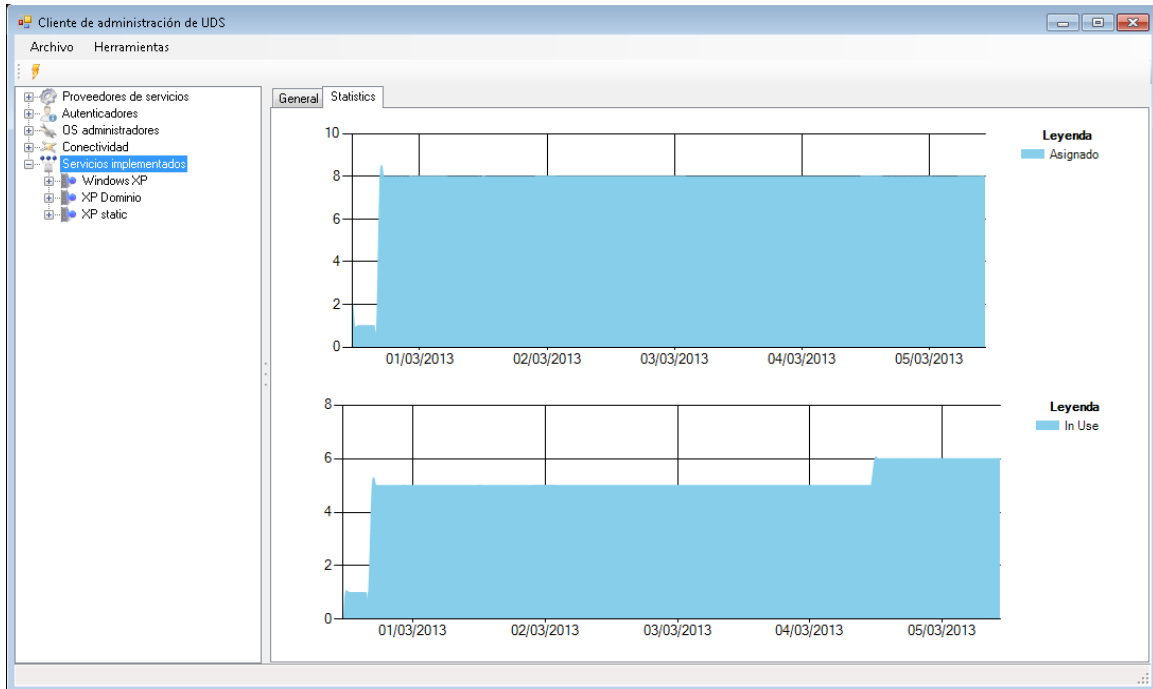 Cliente de administración de UDS
Archivo Herramientas
Proveedores de servicios
Autenticadores
OS administradores
Conectividad
Servicios implementados
Windows XP
XP Dominio
XP static
General Statistics
10
8
6
4
2
0
01/03/2013 02/03/2013 03/03/2013 04/03/2013 05/03/2013
Leyenda
Asignado
8
6
4
2
0
01/03/2013 02/03/2013 03/03/2013 04/03/2013 05/03/2013
Leyenda
In Use